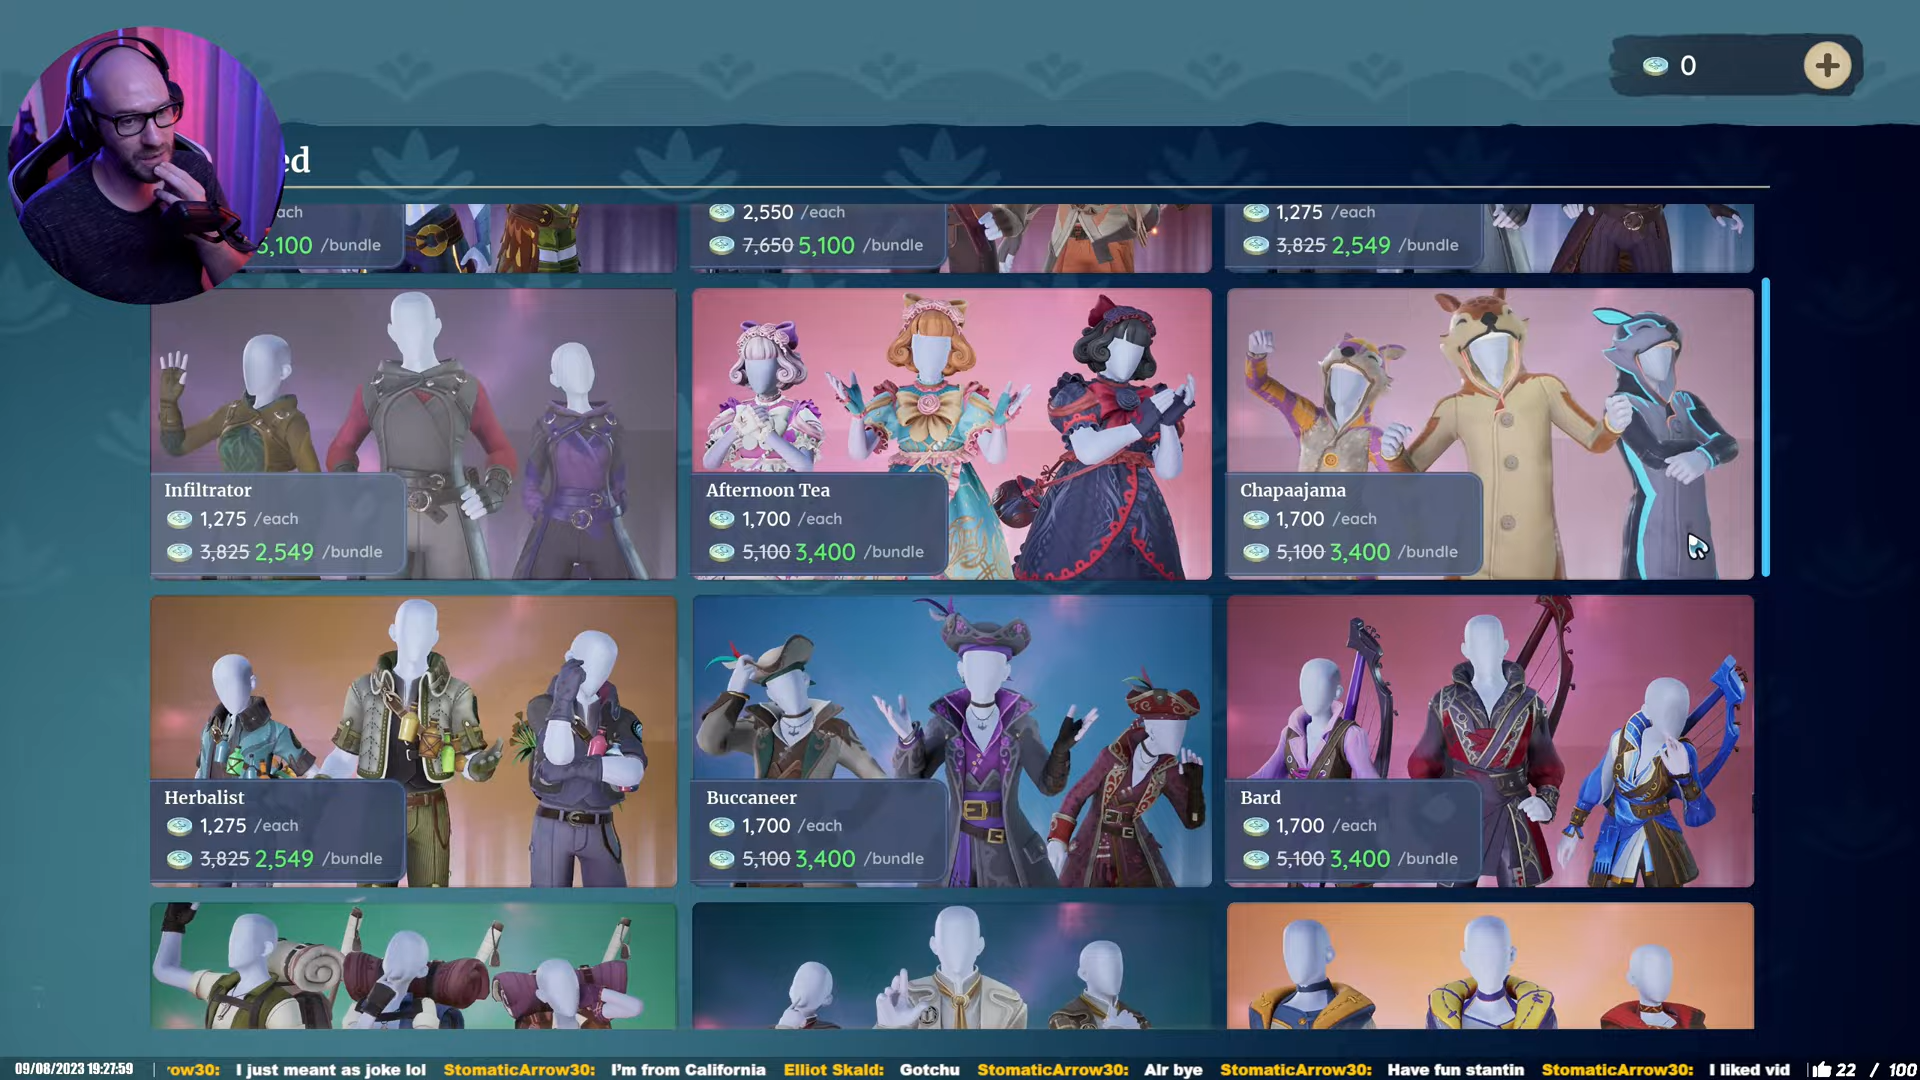 0
ed
ach
5,100 /bundle
2,550 /each
7,650 5,100 /bundle
1,275 /each
3,825 2,549 /bundle
Infiltrator
1,275 /each
3,825 2,549 /bundle
Afternoon Tea
1,700 /each
5,100 3,400 /bundle
Chapaajama
1,700 /each
5,100 3,400 /bundle
Herbalist
1,275 /each
3,825 2,549 /bundle
Buccaneer
1,700 /each
5,100 3,400 /bundle
Bard
1,700 /each
5,100 3,400 /bundle
09/08/2023 19:27:59 row30: I just meant as joke lol StomaticArrow30: I'm from California Elliot Skald: Gotchu StomaticArrow30: Alr bye StomaticArrow30: Have fun stantin StomaticArrow30: I liked vid 22 / 100